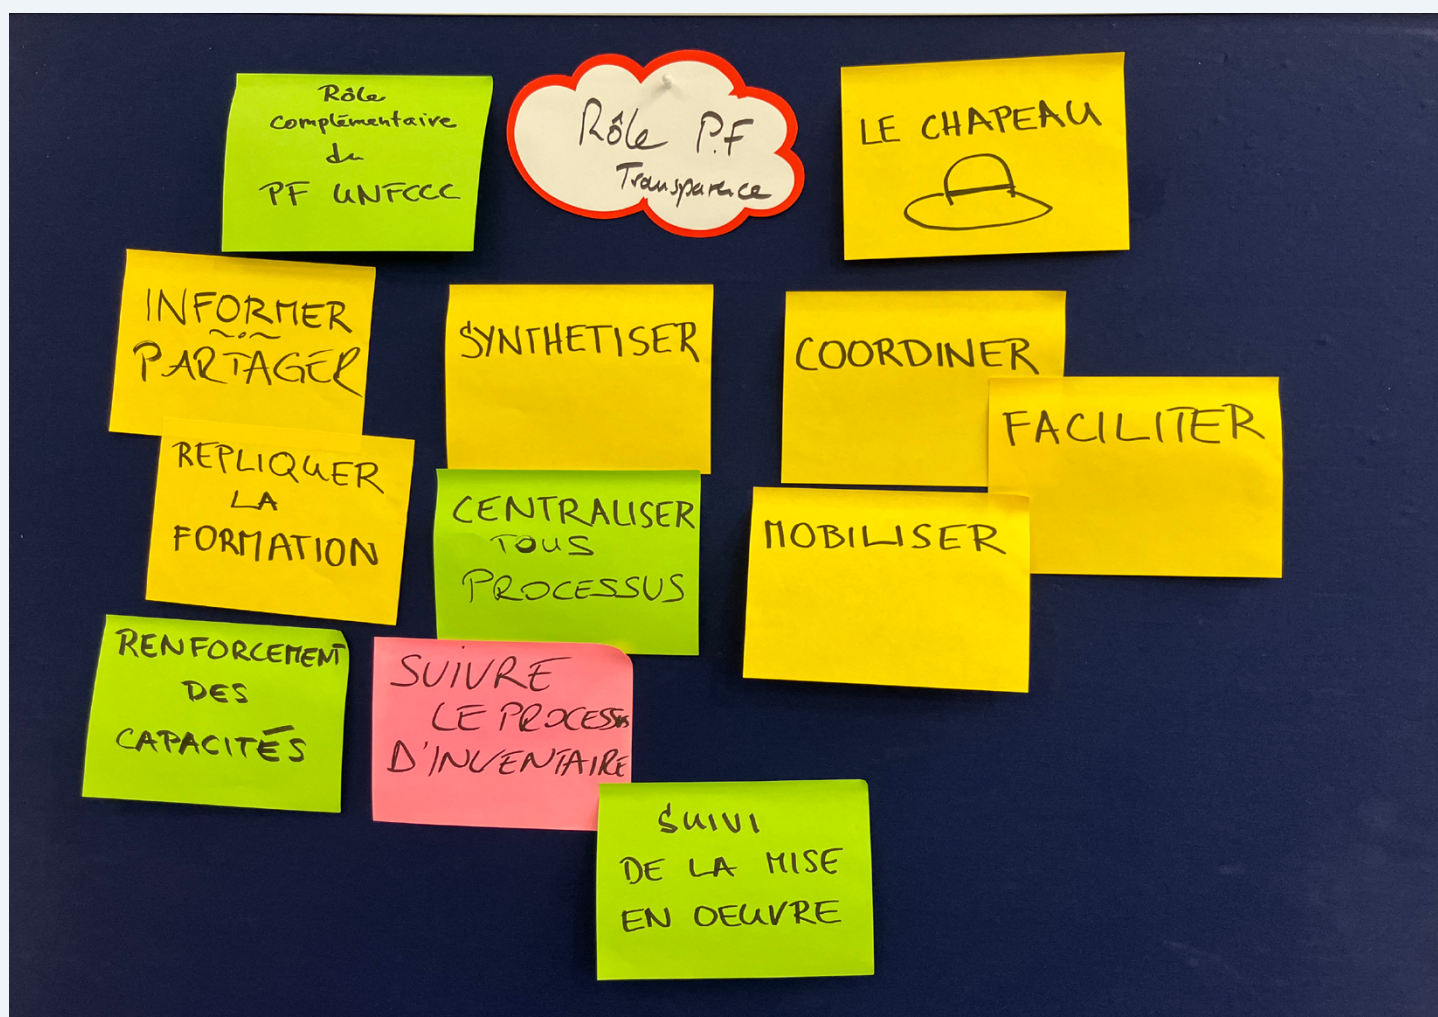 Rôle
complémentaire
du
PF UNFCCC
Rôle P.F
Transparence
LE CHAPEAU
INFORMER
PARTAGER
SYNTHETISER
COORDINER
FACILITER
REPLIQUER
LA
FORMATION
CENTRALISER
TOUS
PROCESSUS
MOBILISER
RENFORCEMENT
DES
CAPACITÉS
SUIVRE
LE PROCESSUS
D'INVENTAIRE
SUIVI
DE LA MISE
EN OEUVRE